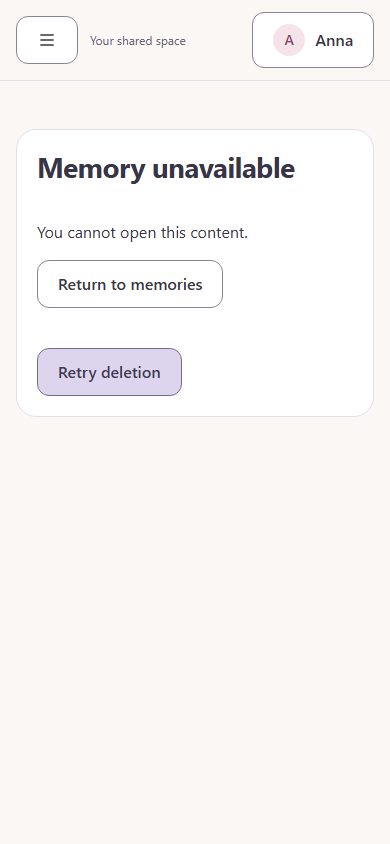 Your shared space
A
Anna
Memory unavailable
You cannot open this content.
Return to memories
Retry deletion